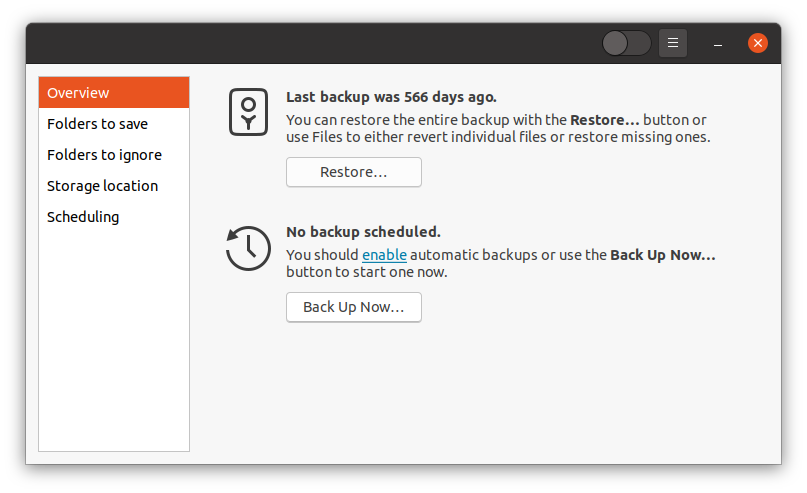 Overview
Folders to save
Folders to ignore
Storage location
Scheduling
Last backup was 566 days ago.
You can restore the entire backup with the Restore… button or
use Files to either revert individual files or restore missing ones.
Restore…
No backup scheduled.
You should enable automatic backups or use the Back Up Now…
button to start one now.
Back Up Now…